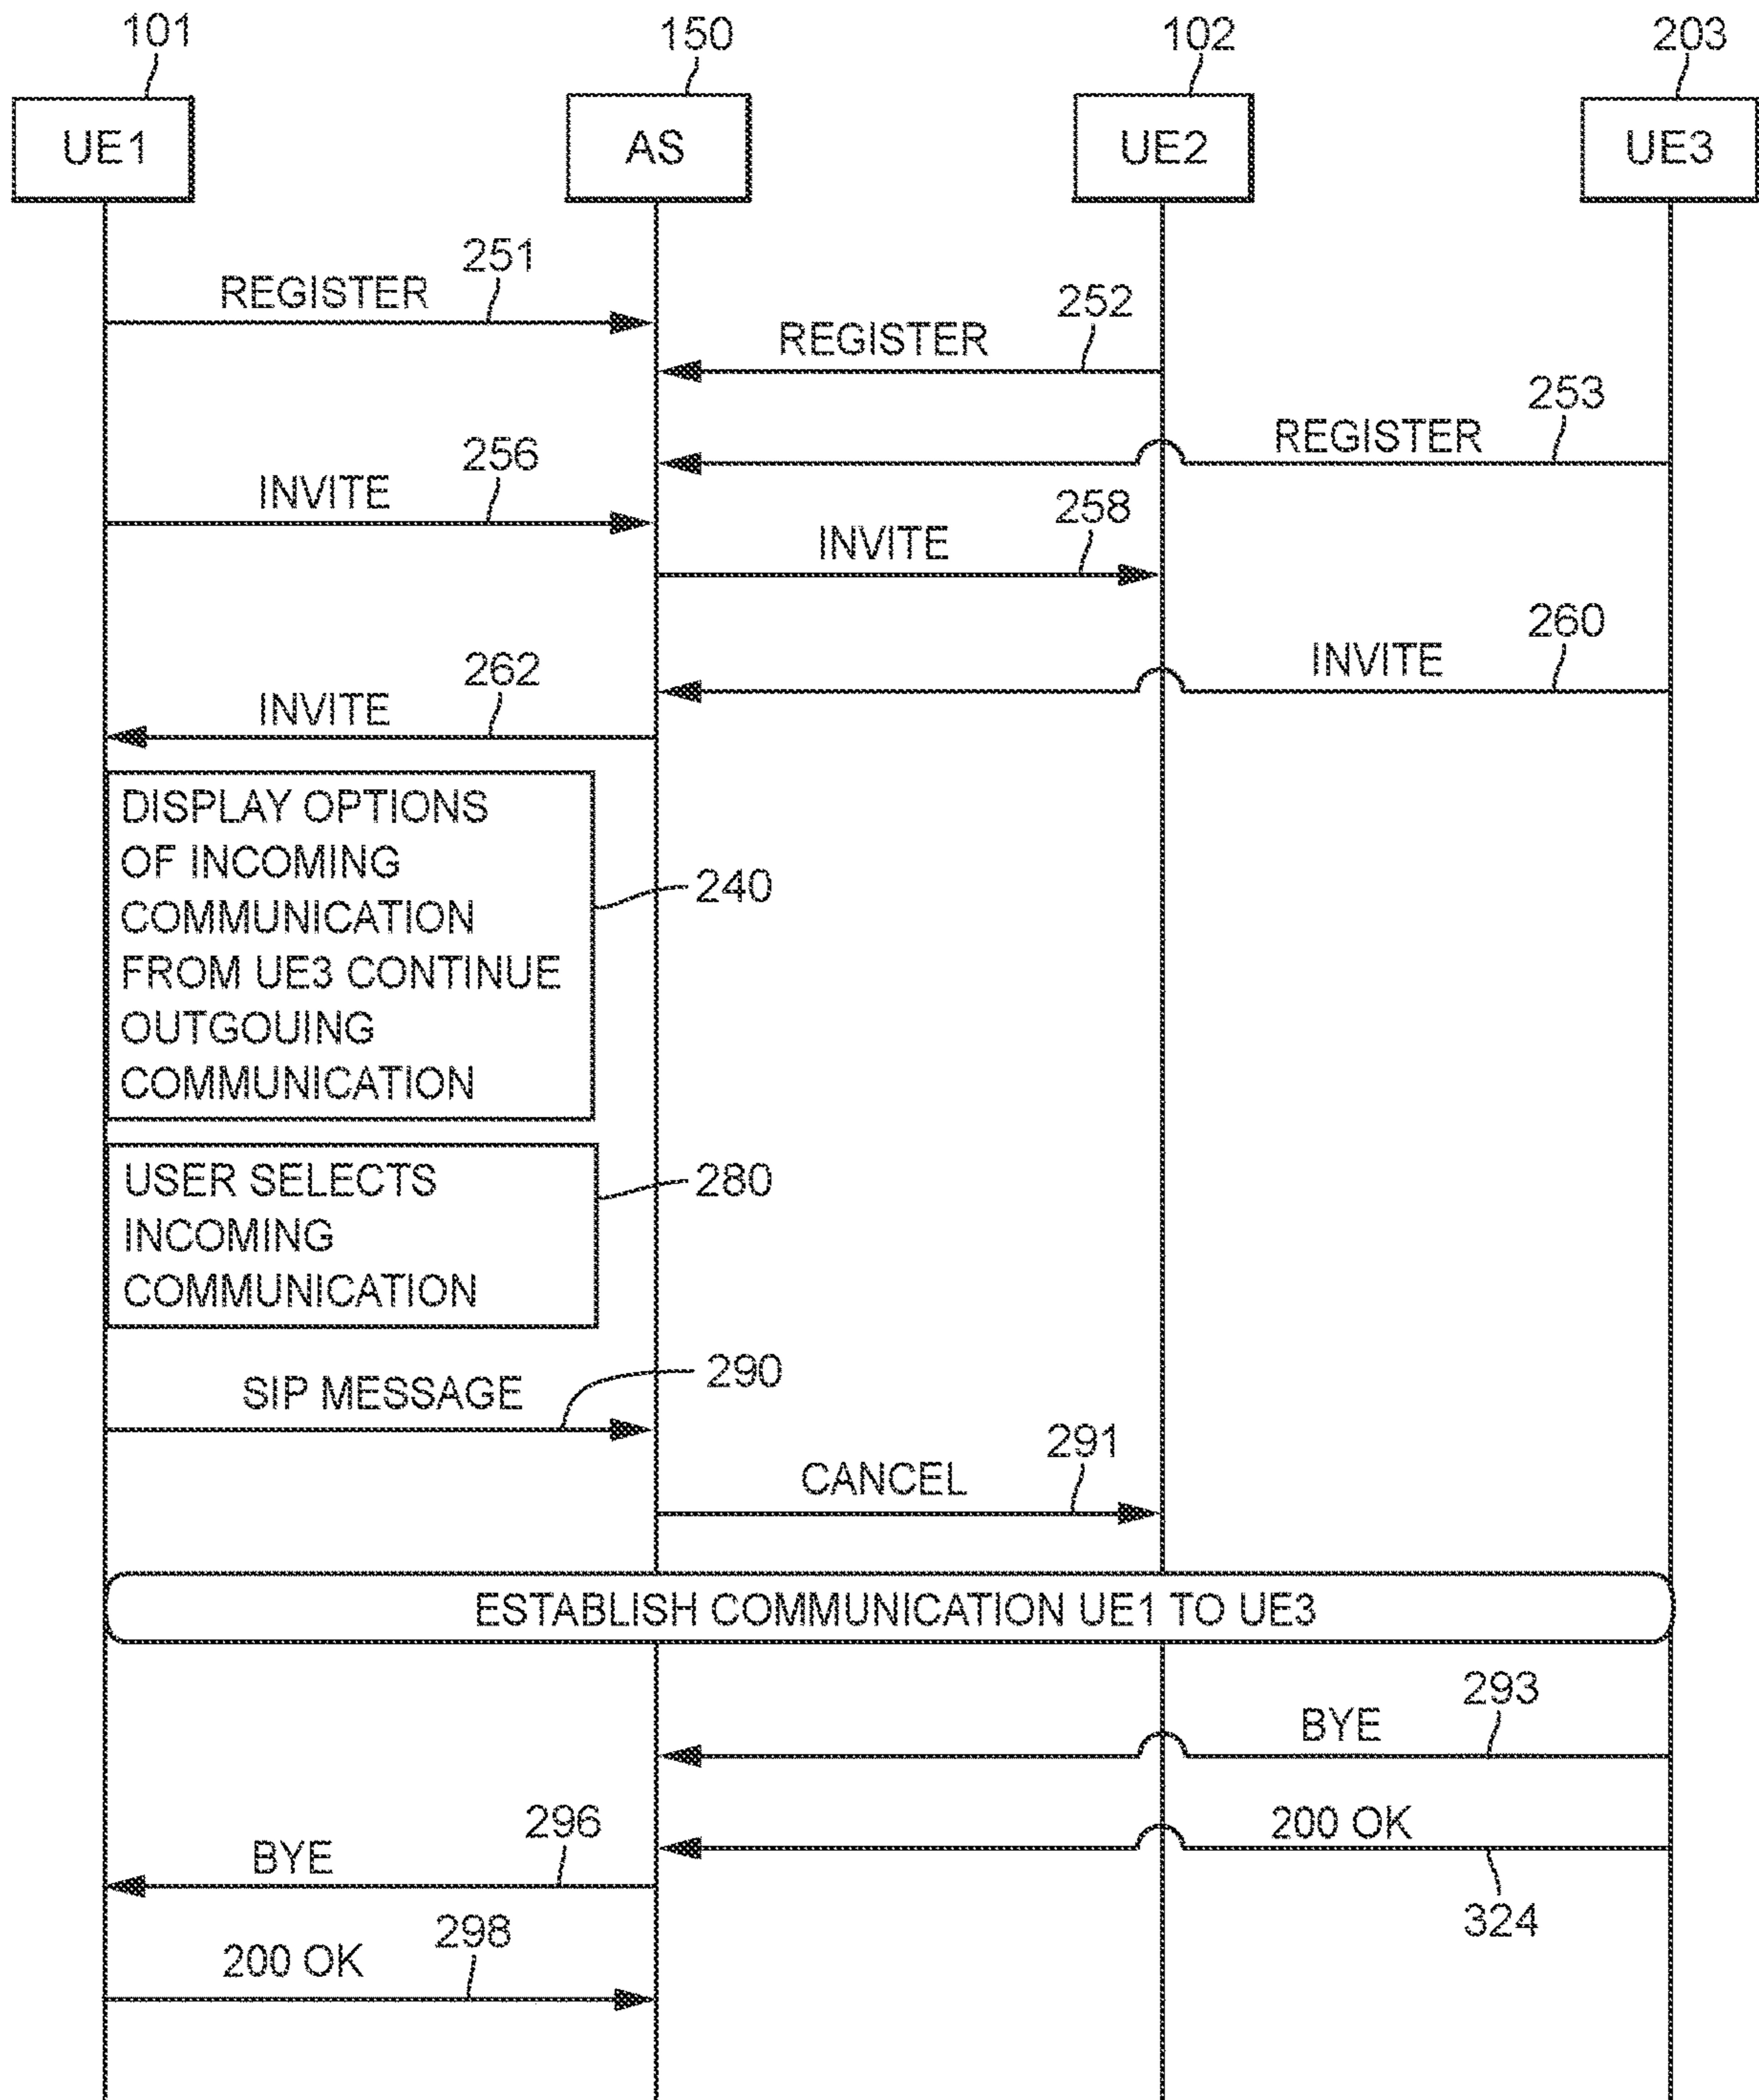 101
150
102
203
UE1
AS
UE2
UE3
251
REGISTER
252
REGISTER
253
REGISTER
256
INVITE
258
INVITE
260
INVITE
262
INVITE
DISPLAY OPTIONS
OF INCOMING
COMMUNICATION
FROM UE3 CONTINUE
OUTGOUING
COMMUNICATION
240
USER SELECTS
INCOMING
COMMUNICATION
280
SIP MESSAGE
290
291
CANCEL
ESTABLISH COMMUNICATION UE1 TO UE3
293
BYE
200 OK
324
296
BYE
298
200 OK